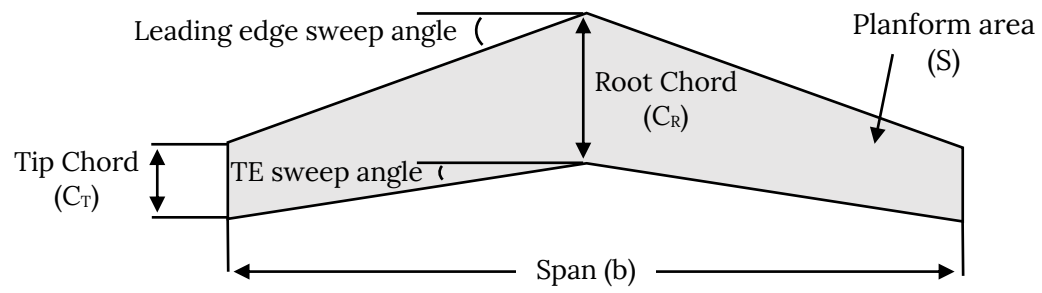 Leading edge sweep angle
Planform area
(S)
Root Chord
(CR)
Tip Chord
(CT)
TE sweep angle
Span (b)